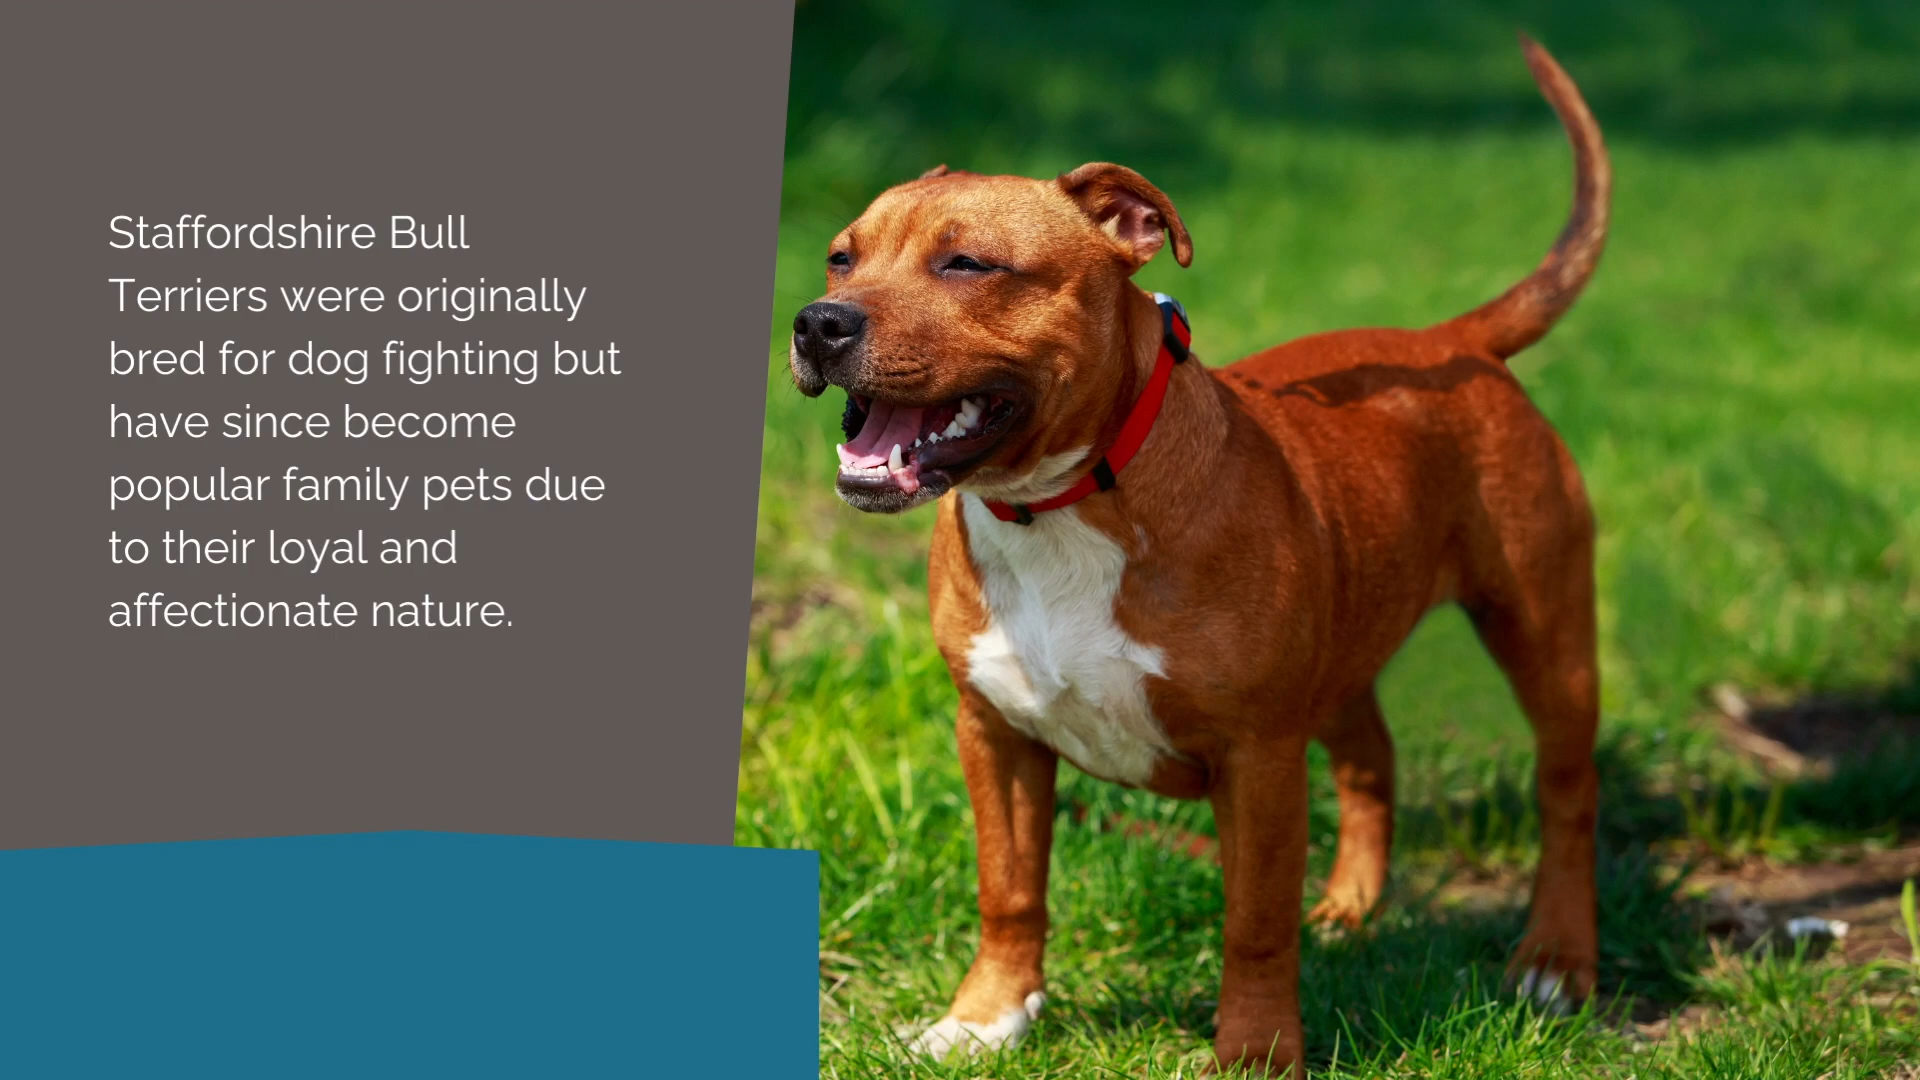 Staffordshire Bull
Terriers were originally
bred for dog fighting but
have since become
popular family pets due
to their loyal and
affectionate nature.